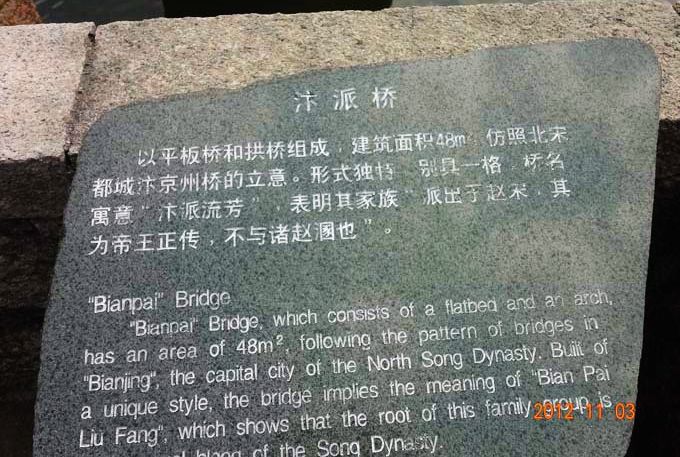 汴派桥
以平板桥和拱桥组成，建筑面积48m，仿照北宋
都城汴京州桥的立意。形式独特 别具一格，桥名
寓意“汴派流芳”，表明其家族“派出于赵宋，其
为帝王正传，不与诸赵溷也”。
"Bianpai" Bridge
"Bianpai" Bridge, which consists of a flatbed and an arch,
has an area of 48m², following the pattern of bridges in
"Bianjing", the capital city of the North Song Dynasty. Built of
a unique style, the bridge implies the meaning of "Bian Pai
Liu Fang", which shows that the root of this family group is
of the Song Dynasty.
2012 11 03